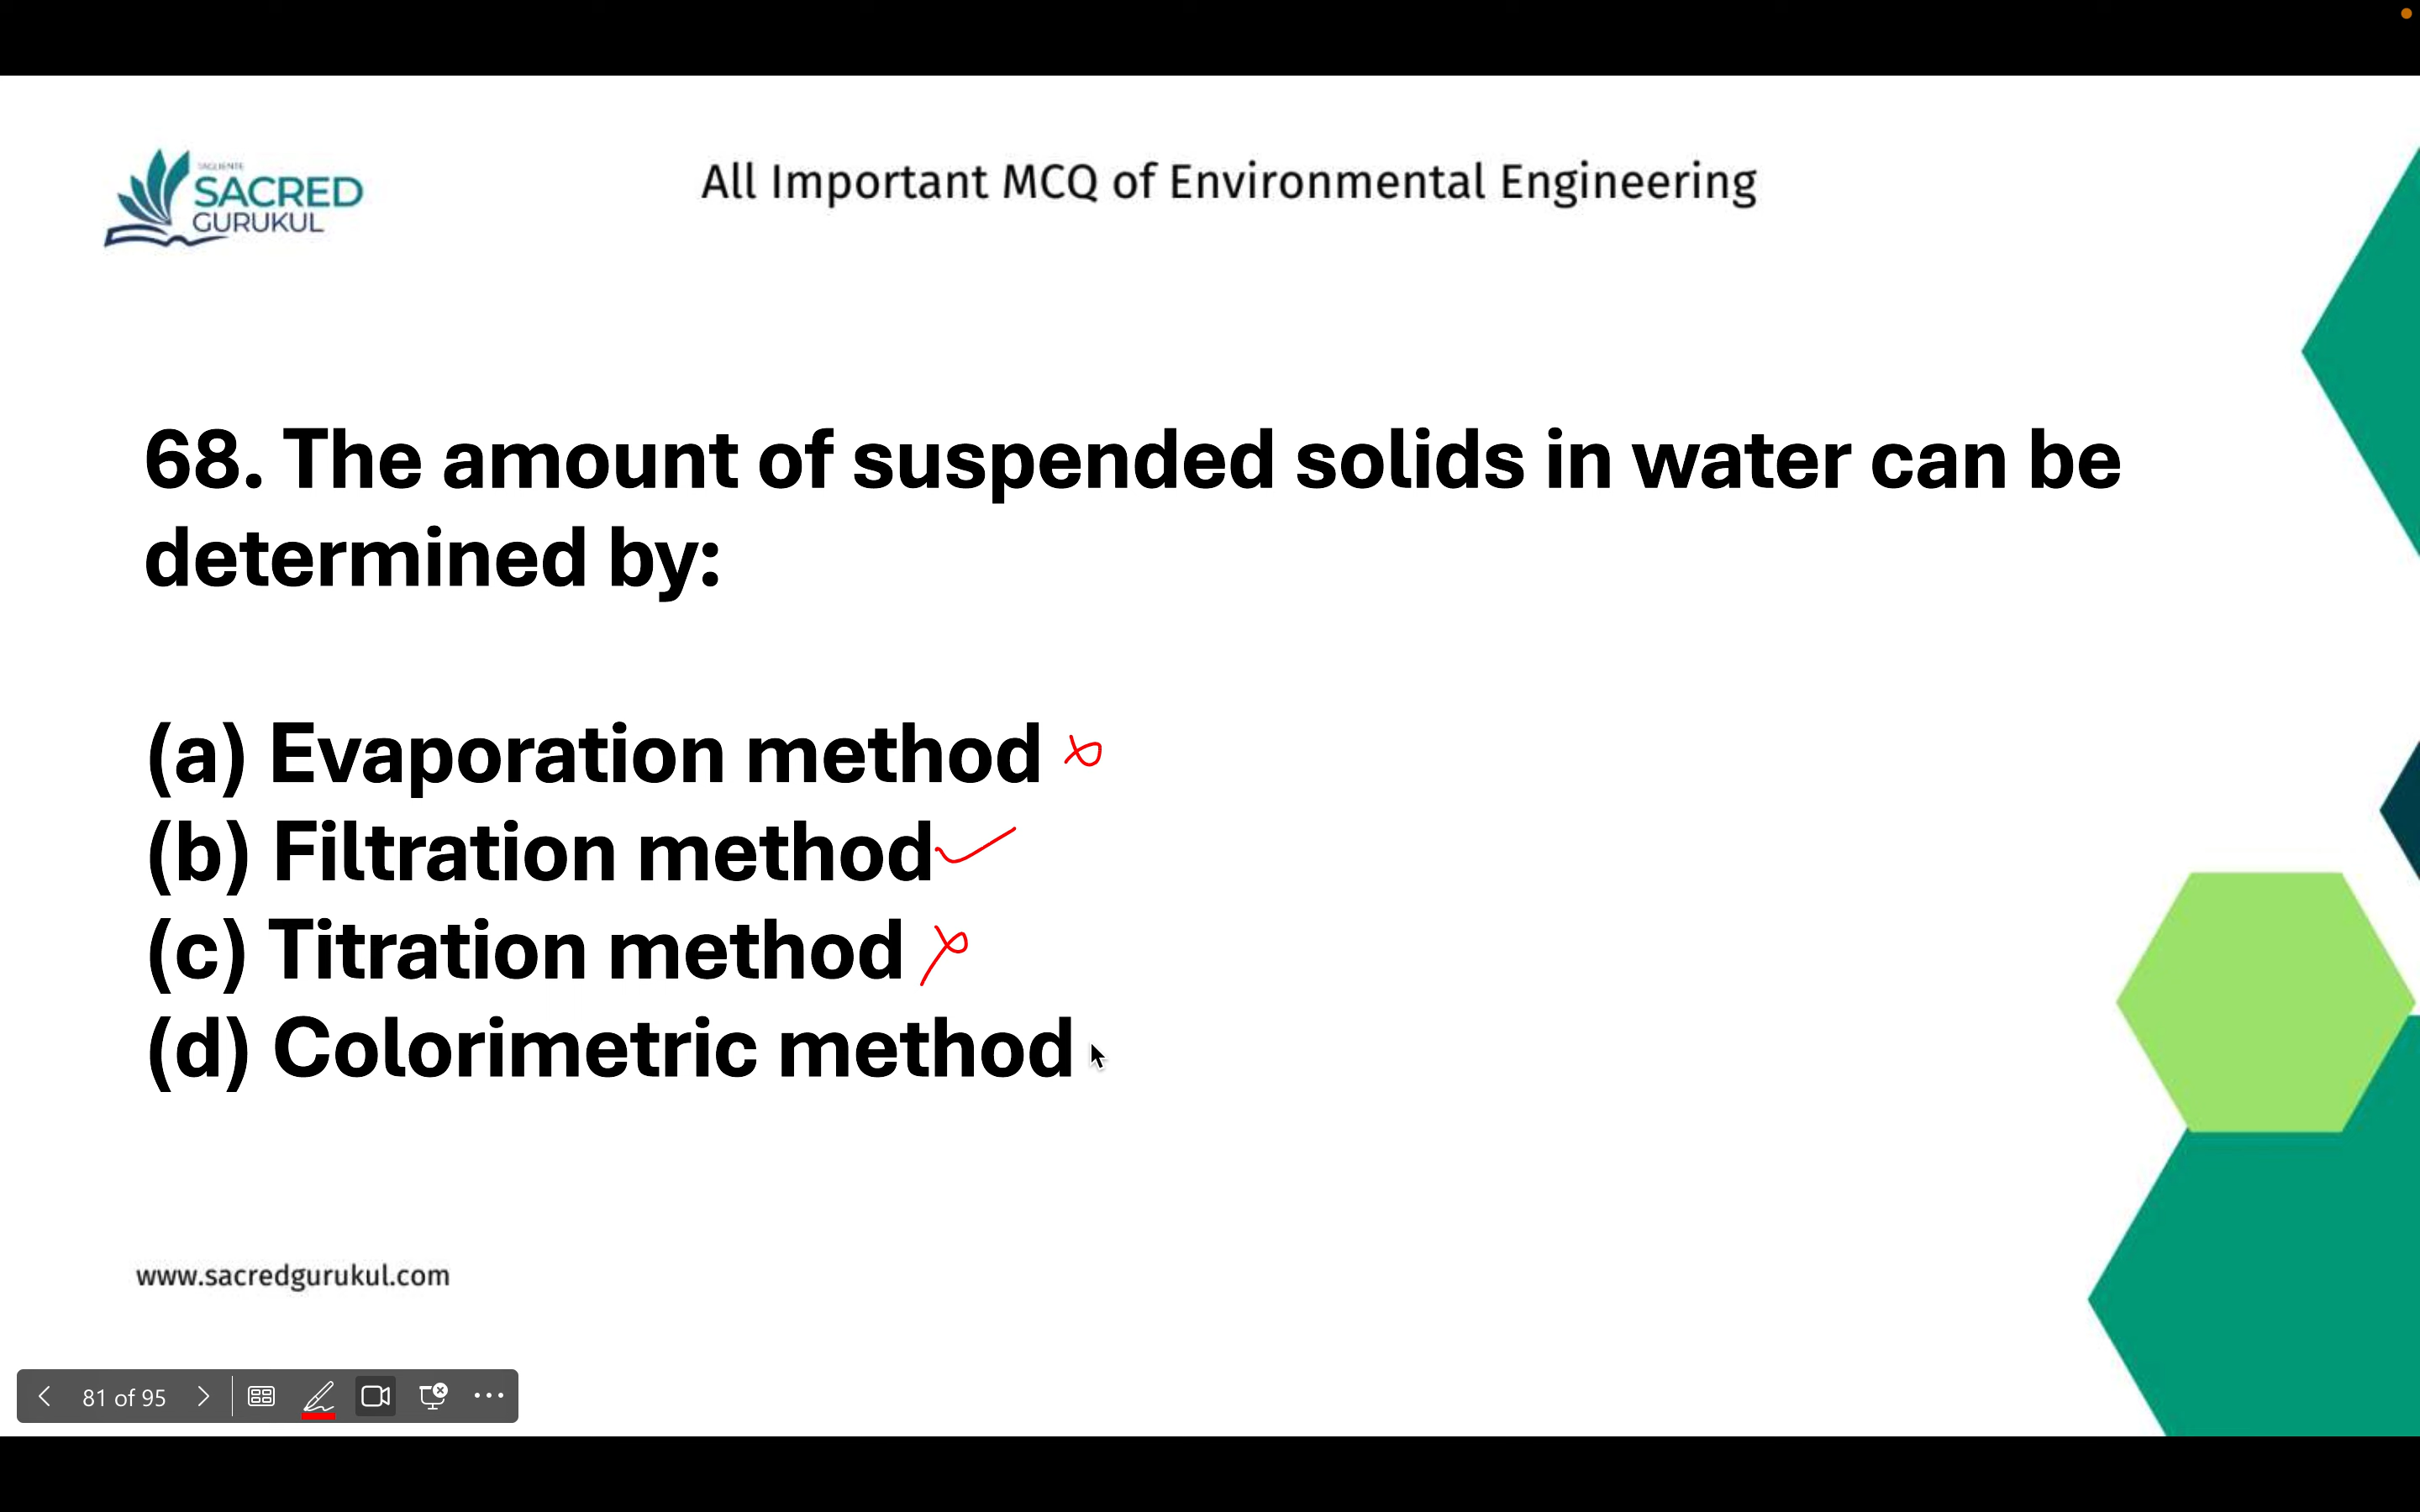 SACRED
GURUKUL
All Important MCQ of Environmental Engineering
68. The amount of suspended solids in water can be
determined by:
(a) Evaporation method
(b) Filtration method
(c) Titration method
(d) Colorimetric method
www.sacredgurukul.com
81 of 95